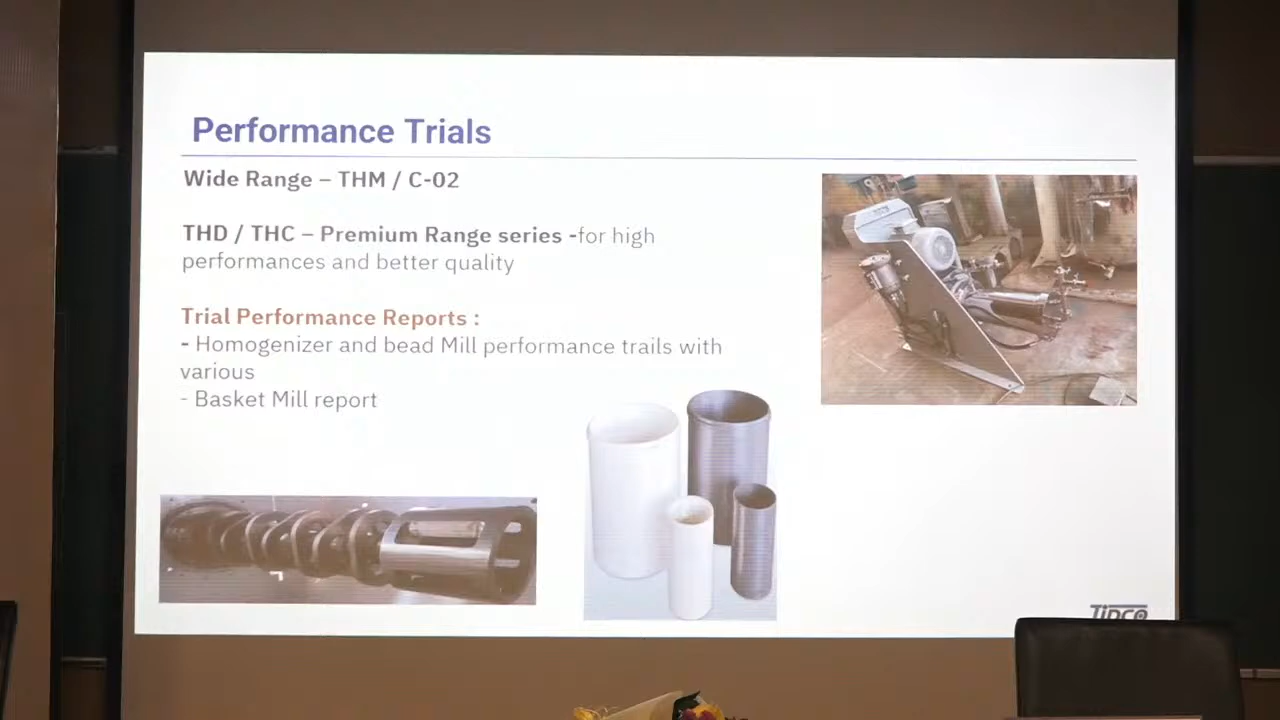 Performance Trials
Wide Range – THM / C-02
THD / THC – Premium Range series -for high
performances and better quality
Trial Performance Reports :
- Homogenizer and bead Mill performance trails with
various
- Basket Mill report
TIPCO